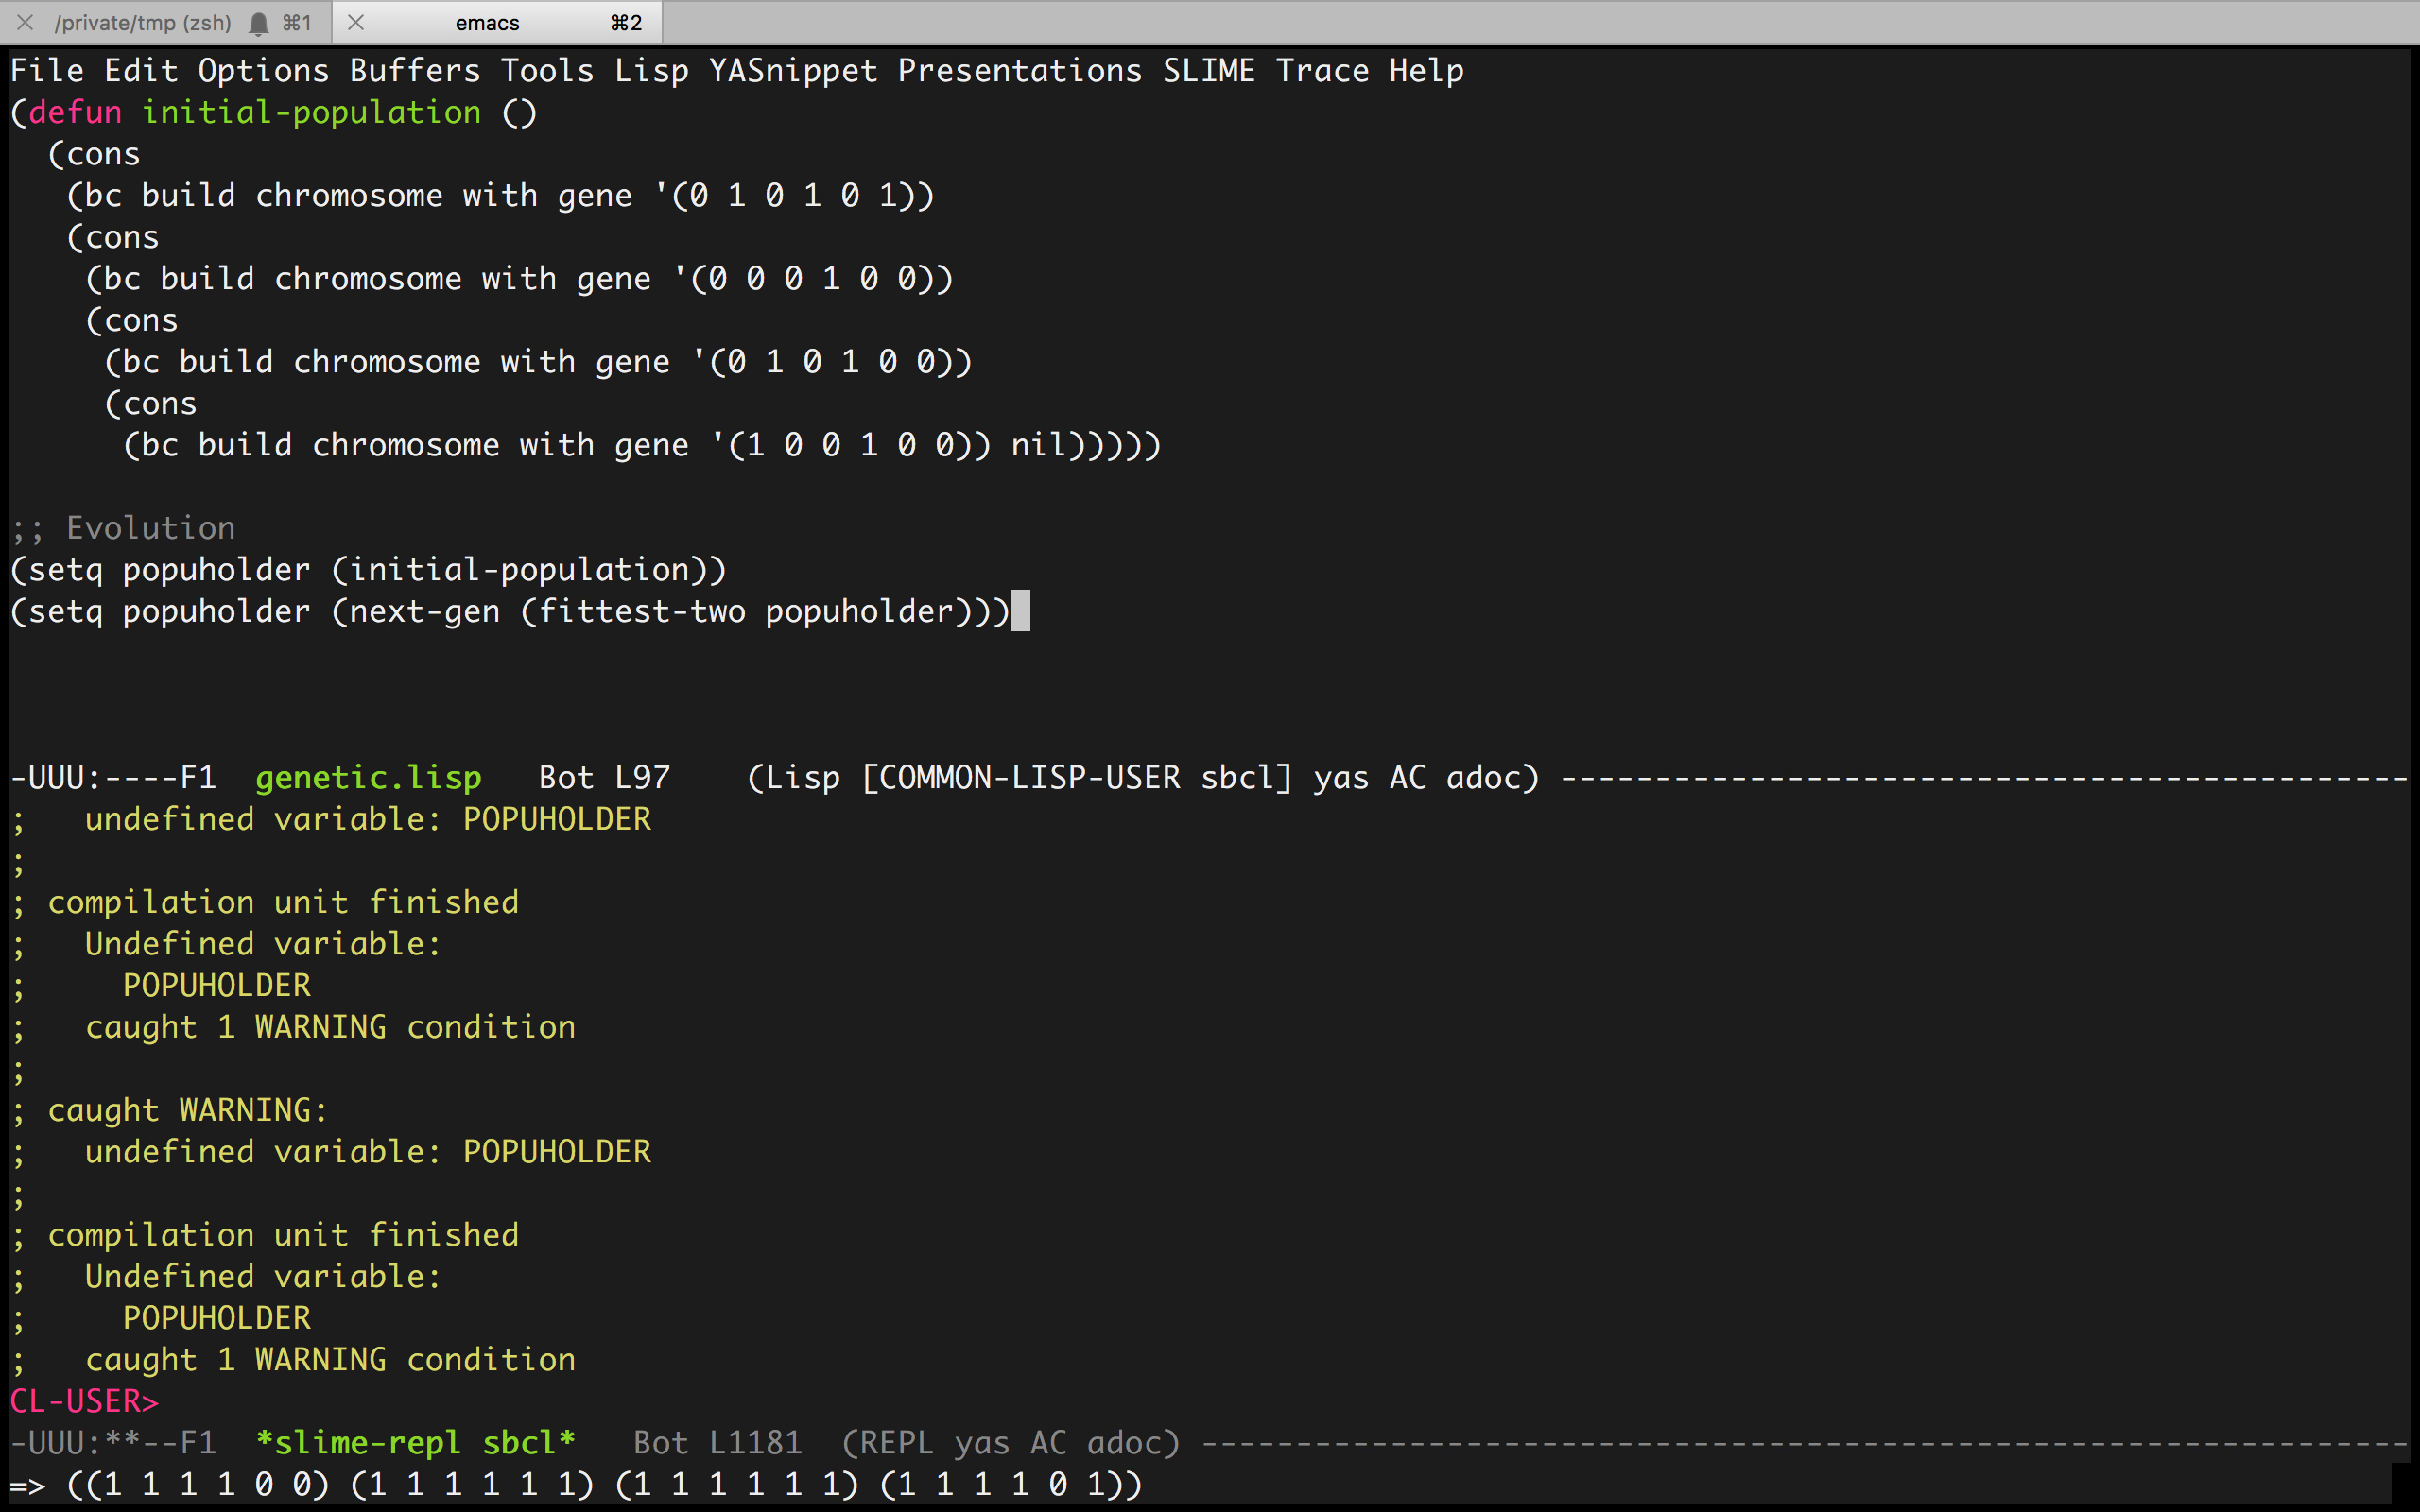 /private/tmp (zsh) ⌘1 emacs ⌘2
File Edit Options Buffers Tools Lisp YASnippet Presentations SLIME Trace Help
(defun initial-population ()
  (cons
   (bc build chromosome with gene '(0 1 0 1 0 1))
   (cons
    (bc build chromosome with gene '(0 0 0 1 0 0))
    (cons
     (bc build chromosome with gene '(0 1 0 1 0 0))
     (cons
      (bc build chromosome with gene '(1 0 0 1 0 0)) nil)))))
;; Evolution
(setq popuholder (initial-population))
(setq popuholder (next-gen (fittest-two popuholder)))
-UUU:----F1  genetic.lisp   Bot L97    (Lisp [COMMON-LISP-USER sbcl] yas AC adoc) ---------------------------------------------
;   undefined variable: POPUHOLDER
;
; compilation unit finished
;   Undefined variable:
;     POPUHOLDER
;   caught 1 WARNING condition
;
; caught WARNING:
;   undefined variable: POPUHOLDER
;
; compilation unit finished
;   Undefined variable:
;     POPUHOLDER
;   caught 1 WARNING condition
CL-USER>
-UUU:**--F1  *slime-repl sbcl*   Bot L1181  (REPL yas AC adoc) ----------------------------------------------------------------
=> ((1 1 1 1 0 0) (1 1 1 1 1 1) (1 1 1 1 1 1) (1 1 1 1 0 1))